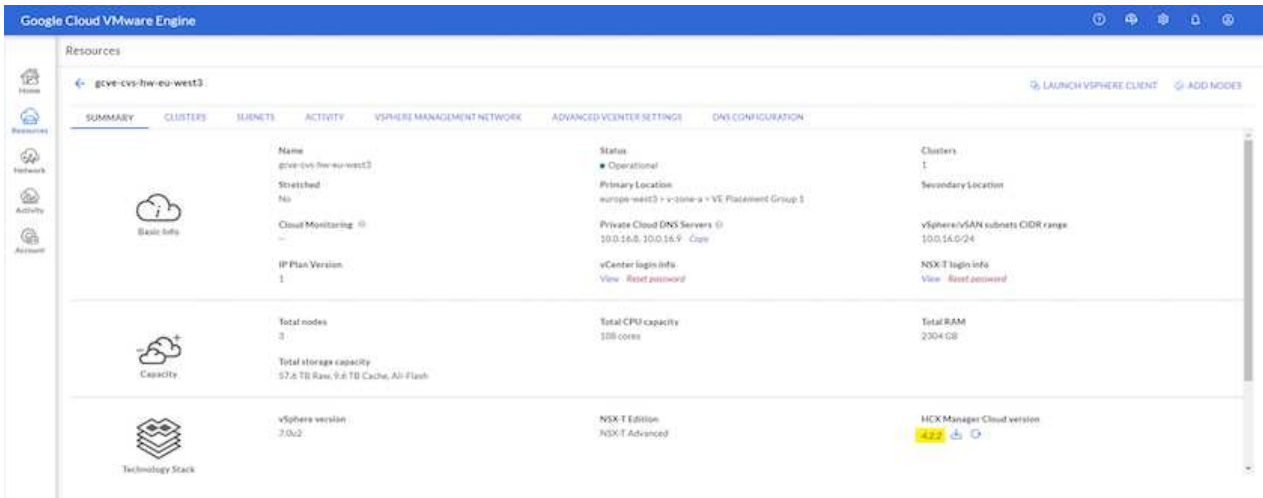 Google Cloud VMware Engine
Resources
gcve-cvs-hw-eu-west3
LAUNCH VSPHERE CLIENT ADD NODES
SUMMARY CLUSTERS SUBNETS ACTIVITY VSPHERE MANAGEMENT NETWORK ADVANCED VCENTER SETTINGS DNS CONFIGURATION
Home
Resources
Network
Activity
Account
Basic Info
Name Status Clusters
gcve-cvs-hw-eu-west3 Operational 1
Stretched Primary Location Secondary Location
No europe-west3 > v-zone-a > VE Placement Group 1
Cloud Monitoring Private Cloud DNS Servers vSphere/vSAN subnets CIDR range
-- 10.0.16.8, 10.0.16.9 Copy 10.0.16.0/24
IP Plan Version vCenter login info NSX-T login info
1 View Reset password View Reset password
Capacity
Total nodes Total CPU capacity Total RAM
3 108 cores 2304 GB
Total storage capacity
57.6 TB Raw, 9.6 TB Cache, All-Flash
Technology Stack
vSphere version NSX-T Edition HCX Manager Cloud version
7.0u2 NSX-T Advanced 4.2.2